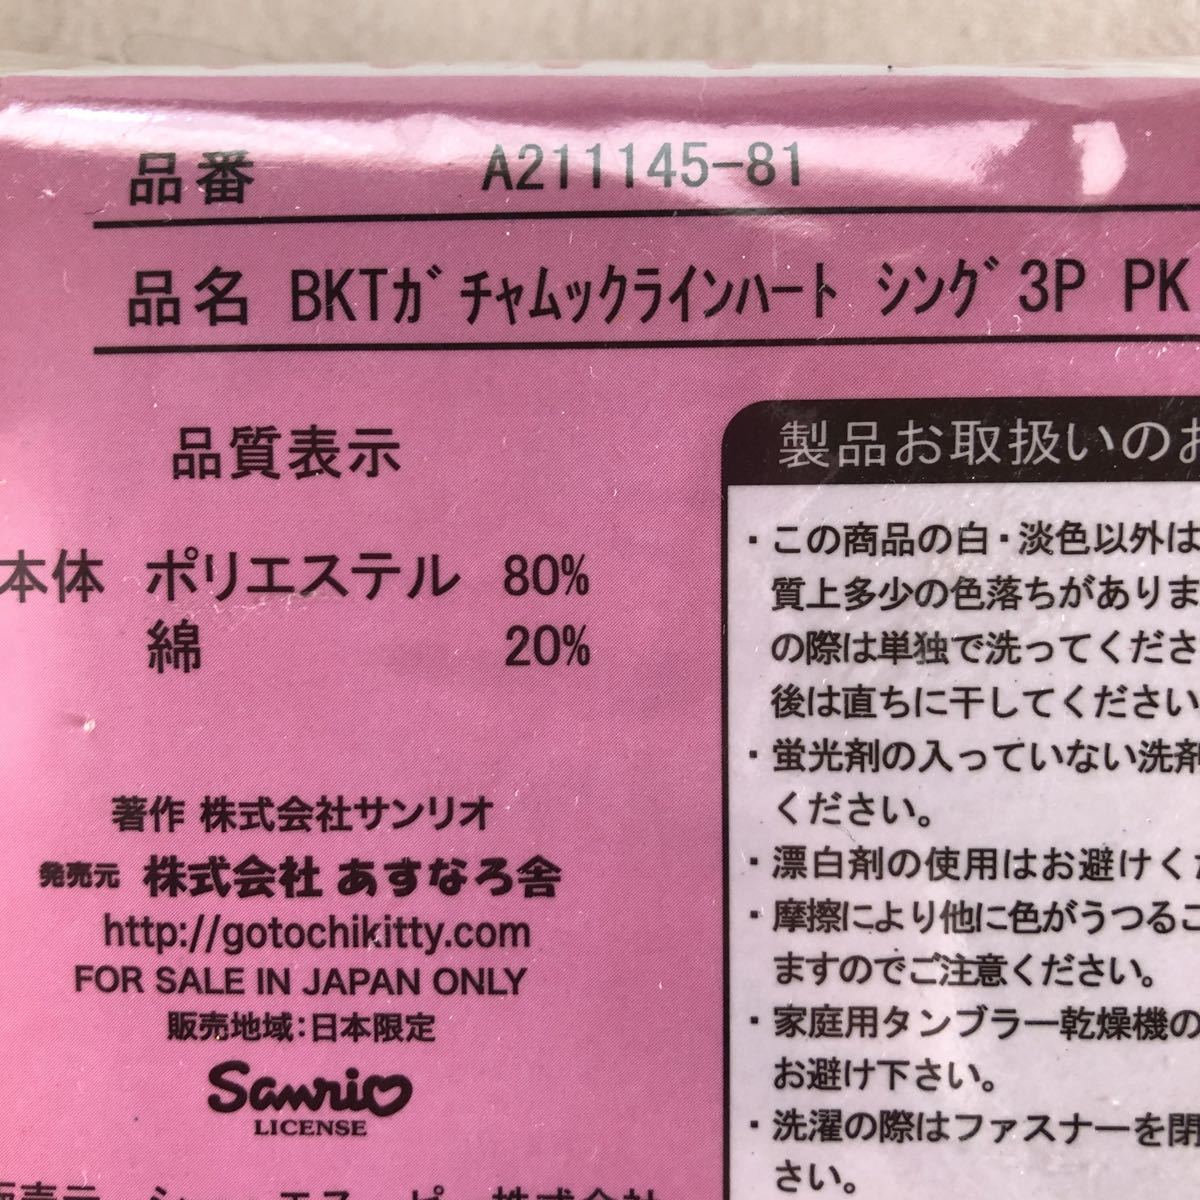 品番 A211145-81
品名 BKTｶﾞﾁｬﾑｯｸﾗｲﾝﾊｰﾄ ｼﾝｸﾞ3P PK
品質表示
本体 ポリエステル 80%
綿 20%
著作 株式会社サンリオ
発売元 株式会社 あすなろ舎
http://gotochikitty.com
FOR SALE IN JAPAN ONLY
販売地域:日本限定
Sanrio
LICENSE
製品お取扱いのお
・この商品の白・淡色以外は
質上多少の色落ちがありま
の際は単独で洗ってくださ
後は直ちに干してください
・蛍光剤の入っていない洗剤
ください。
・漂白剤の使用はお避けくだ
・摩擦により他に色がうつるこ
ますのでご注意ください。
・家庭用タンブラー乾燥機の
お避け下さい。
・洗濯の際はファスナーを閉
さい。